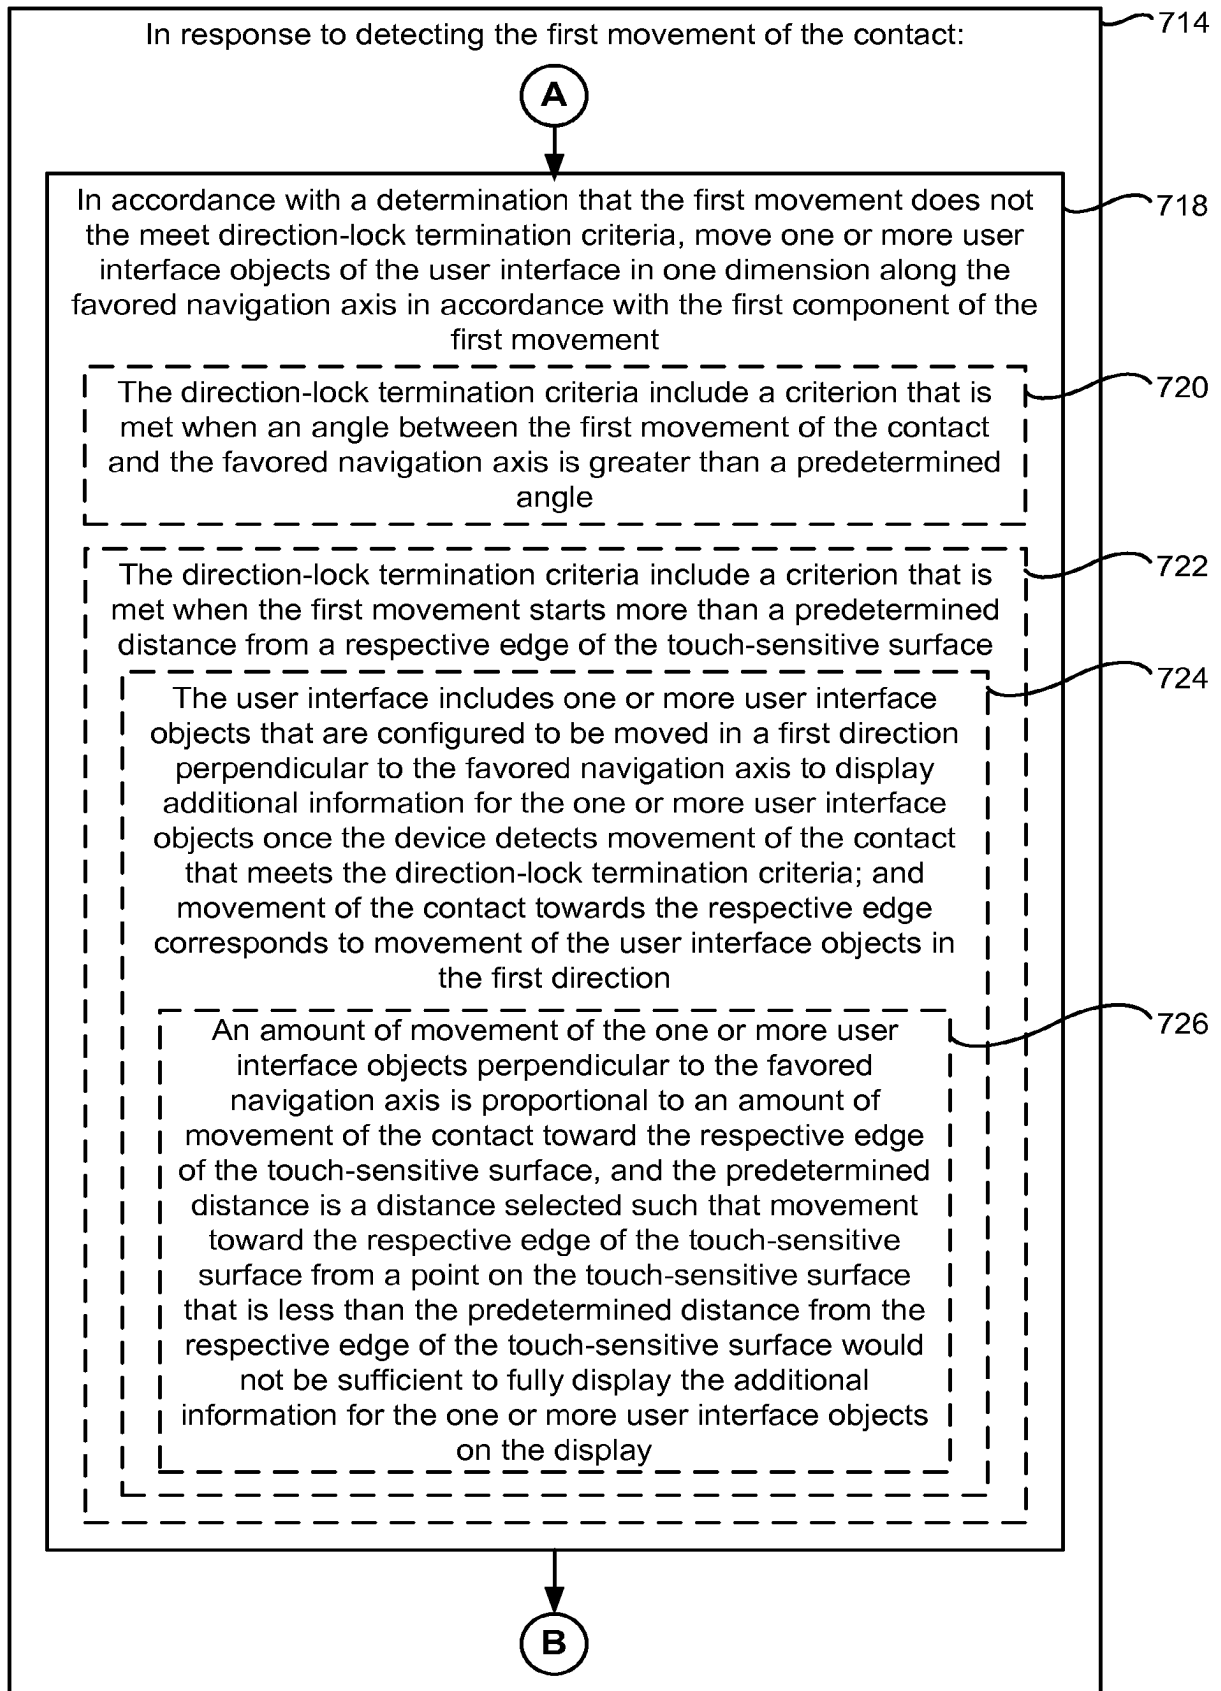 In response to detecting the first movement of the contact:
714
A
In accordance with a determination that the first movement does not
the meet direction-lock termination criteria, move one or more user
interface objects of the user interface in one dimension along the
favored navigation axis in accordance with the first component of the
first movement
718
The direction-lock termination criteria include a criterion that is
met when an angle between the first movement of the contact
and the favored navigation axis is greater than a predetermined
angle
720
The direction-lock termination criteria include a criterion that is
met when the first movement starts more than a predetermined
distance from a respective edge of the touch-sensitive surface
722
The user interface includes one or more user interface
objects that are configured to be moved in a first direction
perpendicular to the favored navigation axis to display
additional information for the one or more user interface
objects once the device detects movement of the contact
that meets the direction-lock termination criteria; and
movement of the contact towards the respective edge
corresponds to movement of the user interface objects in
the first direction
724
An amount of movement of the one or more user
interface objects perpendicular to the favored
navigation axis is proportional to an amount of
movement of the contact toward the respective edge
of the touch-sensitive surface, and the predetermined
distance is a distance selected such that movement
toward the respective edge of the touch-sensitive
surface from a point on the touch-sensitive surface
that is less than the predetermined distance from the
respective edge of the touch-sensitive surface would
not be sufficient to fully display the additional
information for the one or more user interface objects
on the display
726
B